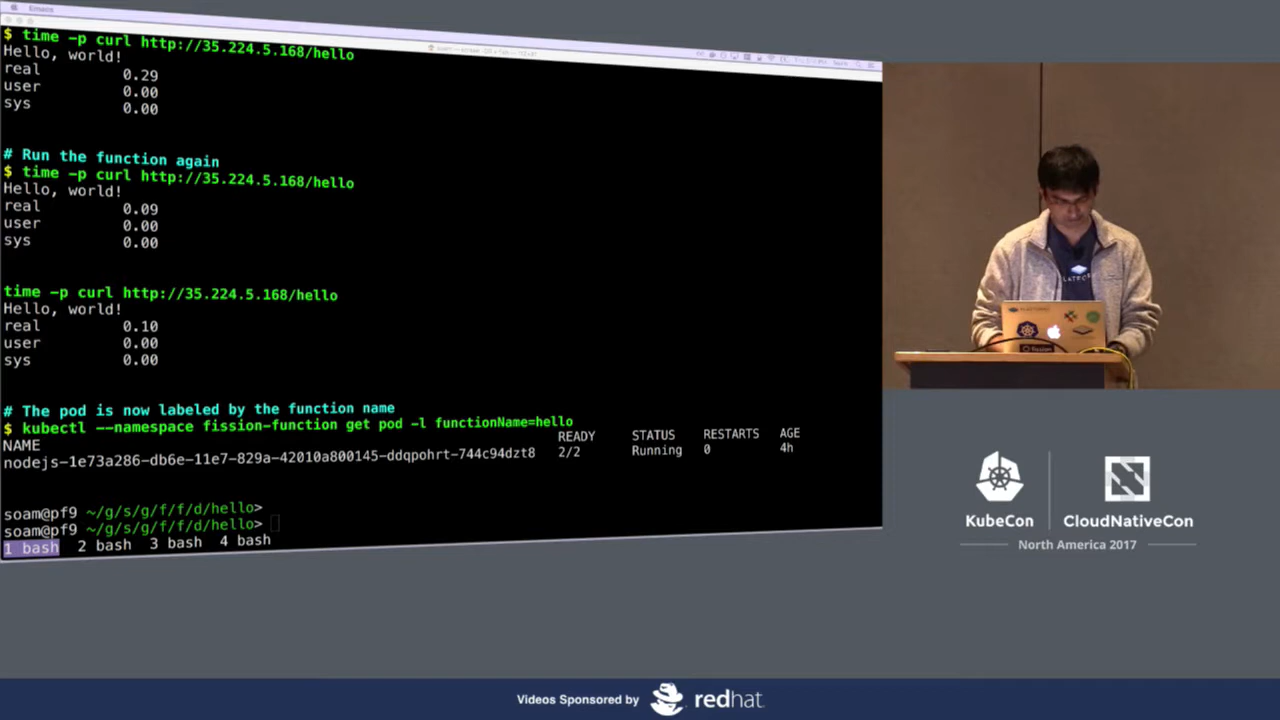 Emacs
$ time -p curl http://35.224.5.168/hello
Hello, world!
real 0.29
user 0.00
sys 0.00
# Run the function again
$ time -p curl http://35.224.5.168/hello
Hello, world!
real 0.09
user 0.00
sys 0.00
time -p curl http://35.224.5.168/hello
Hello, world!
real 0.10
user 0.00
sys 0.00
# The pod is now labeled by the function name
$ kubectl --namespace fission-function get pod -l functionName=hello
NAME READY STATUS RESTARTS AGE
nodejs-1e73a286-db6e-11e7-829a-42010a800145-ddqpohrt-744c94dzt8 2/2 Running 0 4h
soam@pf9 ~/g/s/g/f/f/d/hello>
soam@pf9 ~/g/s/g/f/f/d/hello>
1 bash 2 bash 3 bash 4 bash
KubeCon
CloudNativeCon
North America 2017
Videos Sponsored by
redhat